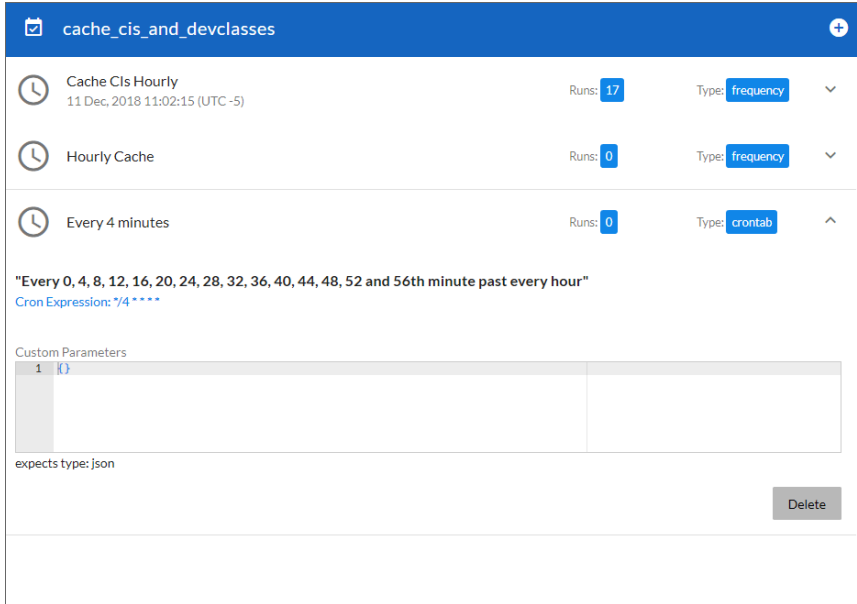 cache_cis_and_devclasses
Cache CIs Hourly
11 Dec, 2018 11:02:15 (UTC -5)
Runs: 17
Type: frequency
Hourly Cache
Runs: 0
Type: frequency
Every 4 minutes
Runs: 0
Type: crontab
"Every 0, 4, 8, 12, 16, 20, 24, 28, 32, 36, 40, 44, 48, 52 and 56th minute past every hour"
Cron Expression: */4 * * * *
Custom Parameters
1 {}
expects type: json
Delete